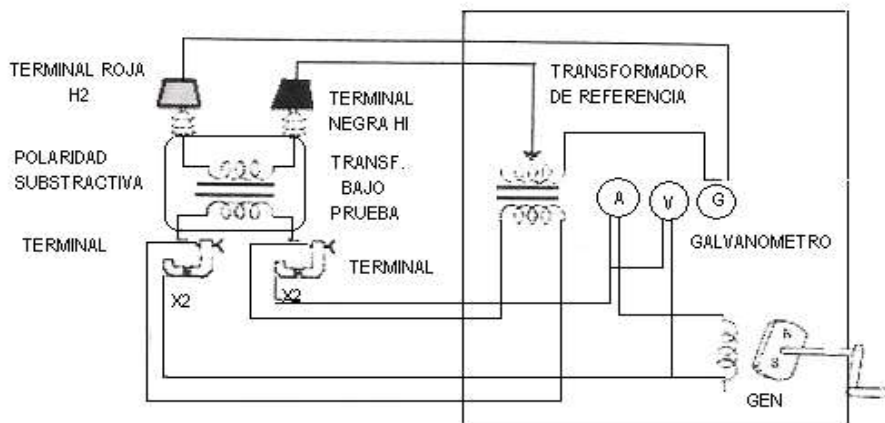 TERMINAL ROJA
H2
TERMINAL
NEGRA HI
TRANSFORMADOR
DE REFERENCIA
POLARIDAD
SUBSTRACTIVA
TRANSF.
BAJO
PRUEBA
A
V
G
GALVANOMETRO
TERMINAL
TERMINAL
X2
X2
S
GEN